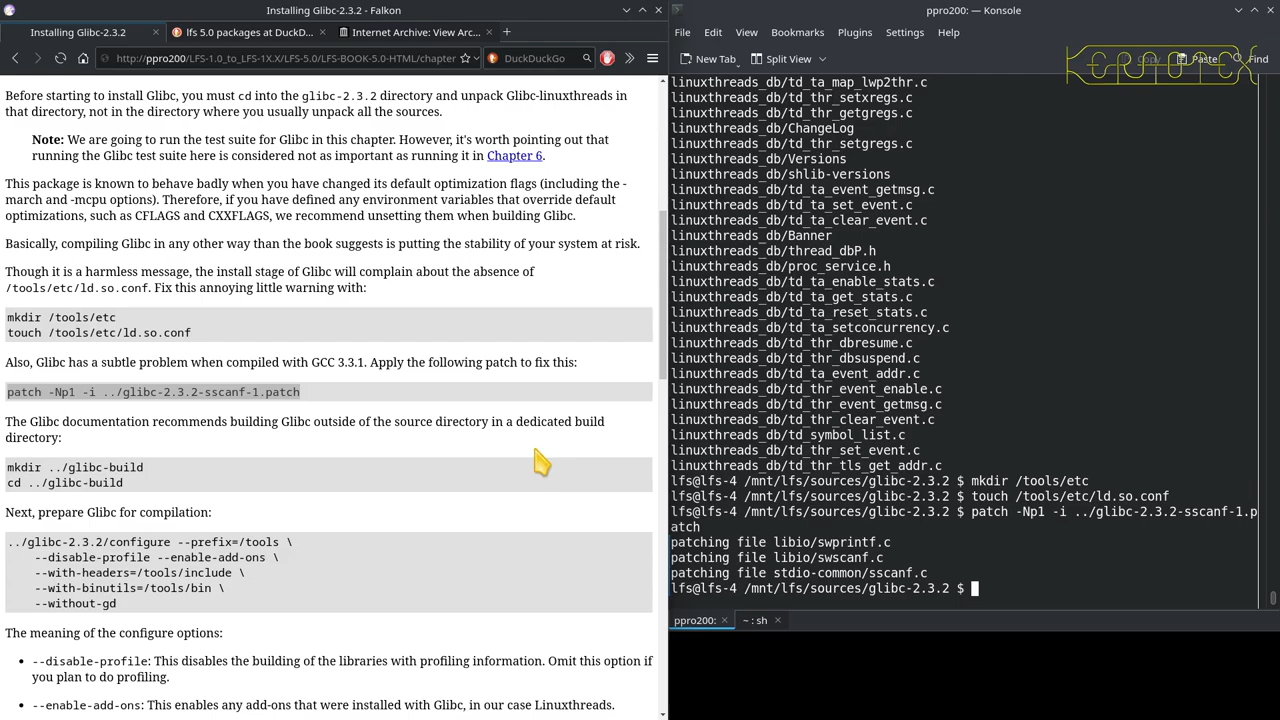 Installing Glibc-2.3.2 - Falkon
Installing Glibc-2.3.2
lfs 5.0 packages at DuckD...
Internet Archive: View Arc...
http://ppro200/LFS-1.0_to_LFS-1X.X/LFS-5.0/LFS-BOOK-5.0-HTML/chapter
DuckDuckGo
Before starting to install Glibc, you must cd into the glibc-2.3.2 directory and unpack Glibc-linuxthreads in
that directory, not in the directory where you usually unpack all the sources.
Note: We are going to run the test suite for Glibc in this chapter. However, it's worth pointing out that
running the Glibc test suite here is considered not as important as running it in Chapter 6.
This package is known to behave badly when you have changed its default optimization flags (including the -
march and -mcpu options). Therefore, if you have defined any environment variables that override default
optimizations, such as CFLAGS and CXXFLAGS, we recommend unsetting them when building Glibc.
Basically, compiling Glibc in any other way than the book suggests is putting the stability of your system at risk.
Though it is a harmless message, the install stage of Glibc will complain about the absence of
/tools/etc/ld.so.conf. Fix this annoying little warning with:
mkdir /tools/etc
touch /tools/etc/ld.so.conf
Also, Glibc has a subtle problem when compiled with GCC 3.3.1. Apply the following patch to fix this:
patch -Np1 -i ../glibc-2.3.2-sscanf-1.patch
The Glibc documentation recommends building Glibc outside of the source directory in a dedicated build
directory:
mkdir ../glibc-build
cd ../glibc-build
Next, prepare Glibc for compilation:
../glibc-2.3.2/configure --prefix=/tools \
--disable-profile --enable-add-ons \
--with-headers=/tools/include \
--with-binutils=/tools/bin \
--without-gd
The meaning of the configure options:
--disable-profile: This disables the building of the libraries with profiling information. Omit this option if
you plan to do profiling.
--enable-add-ons: This enables any add-ons that were installed with Glibc, in our case Linuxthreads.
ppro200: — Konsole
File Edit View Bookmarks Plugins Settings Help
New Tab Split View Copy Paste Find
linuxthreads_db/td_ta_map_lwp2thr.c
linuxthreads_db/td_thr_setxregs.c
linuxthreads_db/td_thr_getgregs.c
linuxthreads_db/ChangeLog
linuxthreads_db/td_thr_setgregs.c
linuxthreads_db/Versions
linuxthreads_db/shlib-versions
linuxthreads_db/td_ta_event_getmsg.c
linuxthreads_db/td_ta_set_event.c
linuxthreads_db/td_ta_clear_event.c
linuxthreads_db/Banner
linuxthreads_db/thread_dbP.h
linuxthreads_db/proc_service.h
linuxthreads_db/td_ta_enable_stats.c
linuxthreads_db/td_ta_get_stats.c
linuxthreads_db/td_ta_reset_stats.c
linuxthreads_db/td_ta_setconcurrency.c
linuxthreads_db/td_thr_dbresume.c
linuxthreads_db/td_thr_dbsuspend.c
linuxthreads_db/td_ta_event_addr.c
linuxthreads_db/td_thr_event_enable.c
linuxthreads_db/td_thr_event_getmsg.c
linuxthreads_db/td_thr_clear_event.c
linuxthreads_db/td_symbol_list.c
linuxthreads_db/td_thr_set_event.c
linuxthreads_db/td_thr_tls_get_addr.c
lfs@lfs-4 /mnt/lfs/sources/glibc-2.3.2 $ mkdir /tools/etc
lfs@lfs-4 /mnt/lfs/sources/glibc-2.3.2 $ touch /tools/etc/ld.so.conf
lfs@lfs-4 /mnt/lfs/sources/glibc-2.3.2 $ patch -Np1 -i ../glibc-2.3.2-sscanf-1.p
atch
patching file libio/swprintf.c
patching file libio/swscanf.c
patching file stdio-common/sscanf.c
lfs@lfs-4 /mnt/lfs/sources/glibc-2.3.2 $
ppro200:
~ : sh